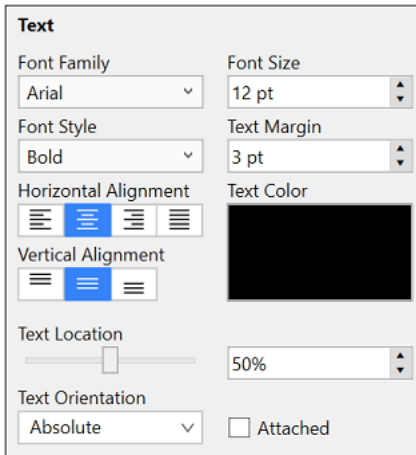 Text
Font Family Font Size
Arial 12 pt
Font Style Text Margin
Bold 3 pt
Horizontal Alignment Text Color
Vertical Alignment
Text Location
50%
Text Orientation
Absolute Attached